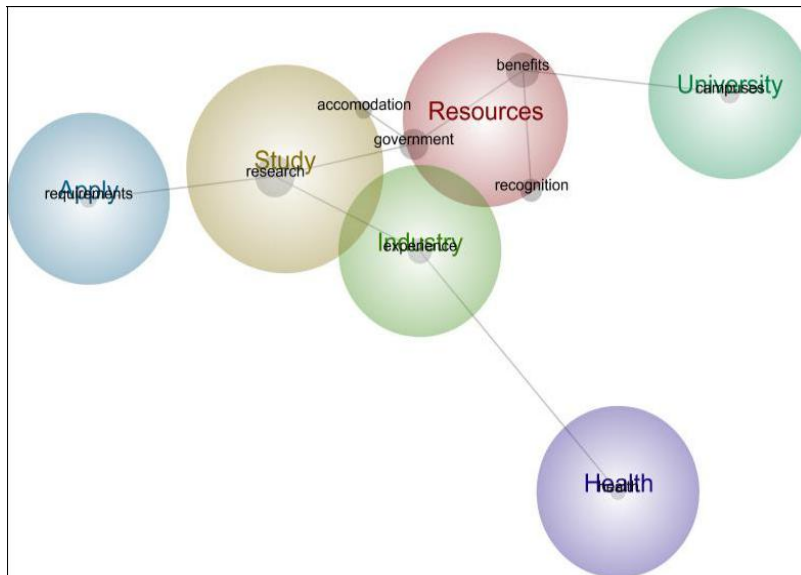 benefits
University
campuses
accomodation
Resources
government
Study
research
Apply
requirements
recognition
Industry
experience
Health
health